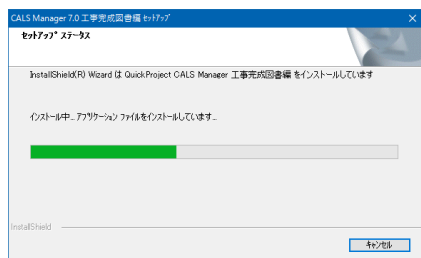 CALS Manager 7.0 工事完成図書編 ｾｯﾄｱｯﾌﾟ
ｾｯﾄｱｯﾌﾟ ｽﾃｰﾀｽ
InstallShield(R) Wizard は QuickProject CALS Manager 工事完成図書編 をインストールしています
インストール中... アプリケーション ファイルをインストールしています...
InstallShield
キャンセル